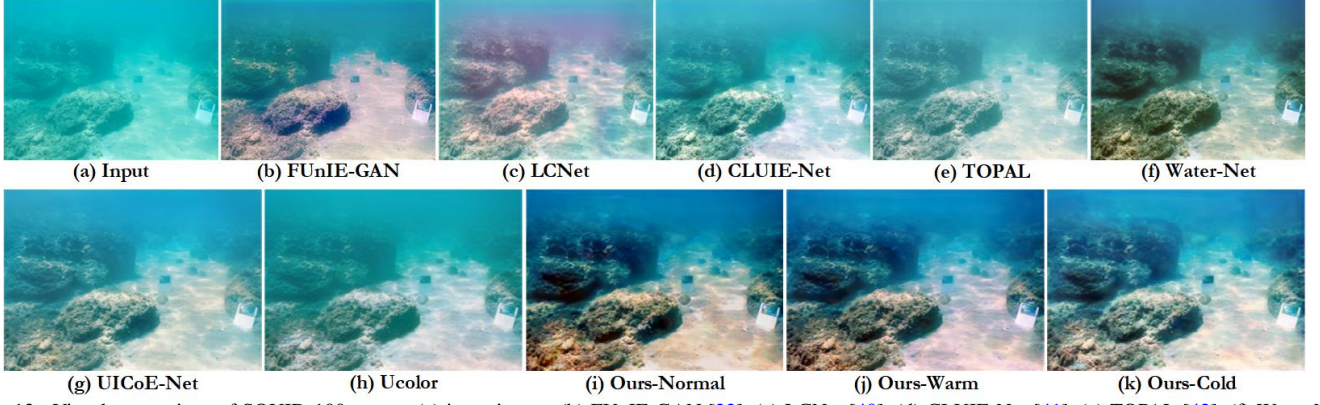 (a) Input (b) FUnIE-GAN (c) LCNet (d) CLUIE-Net (e) TOPAL (f) Water-Net
(g) UICoE-Net (h) Ucolor (i) Ours-Normal (j) Ours-Warm (k) Ours-Cold